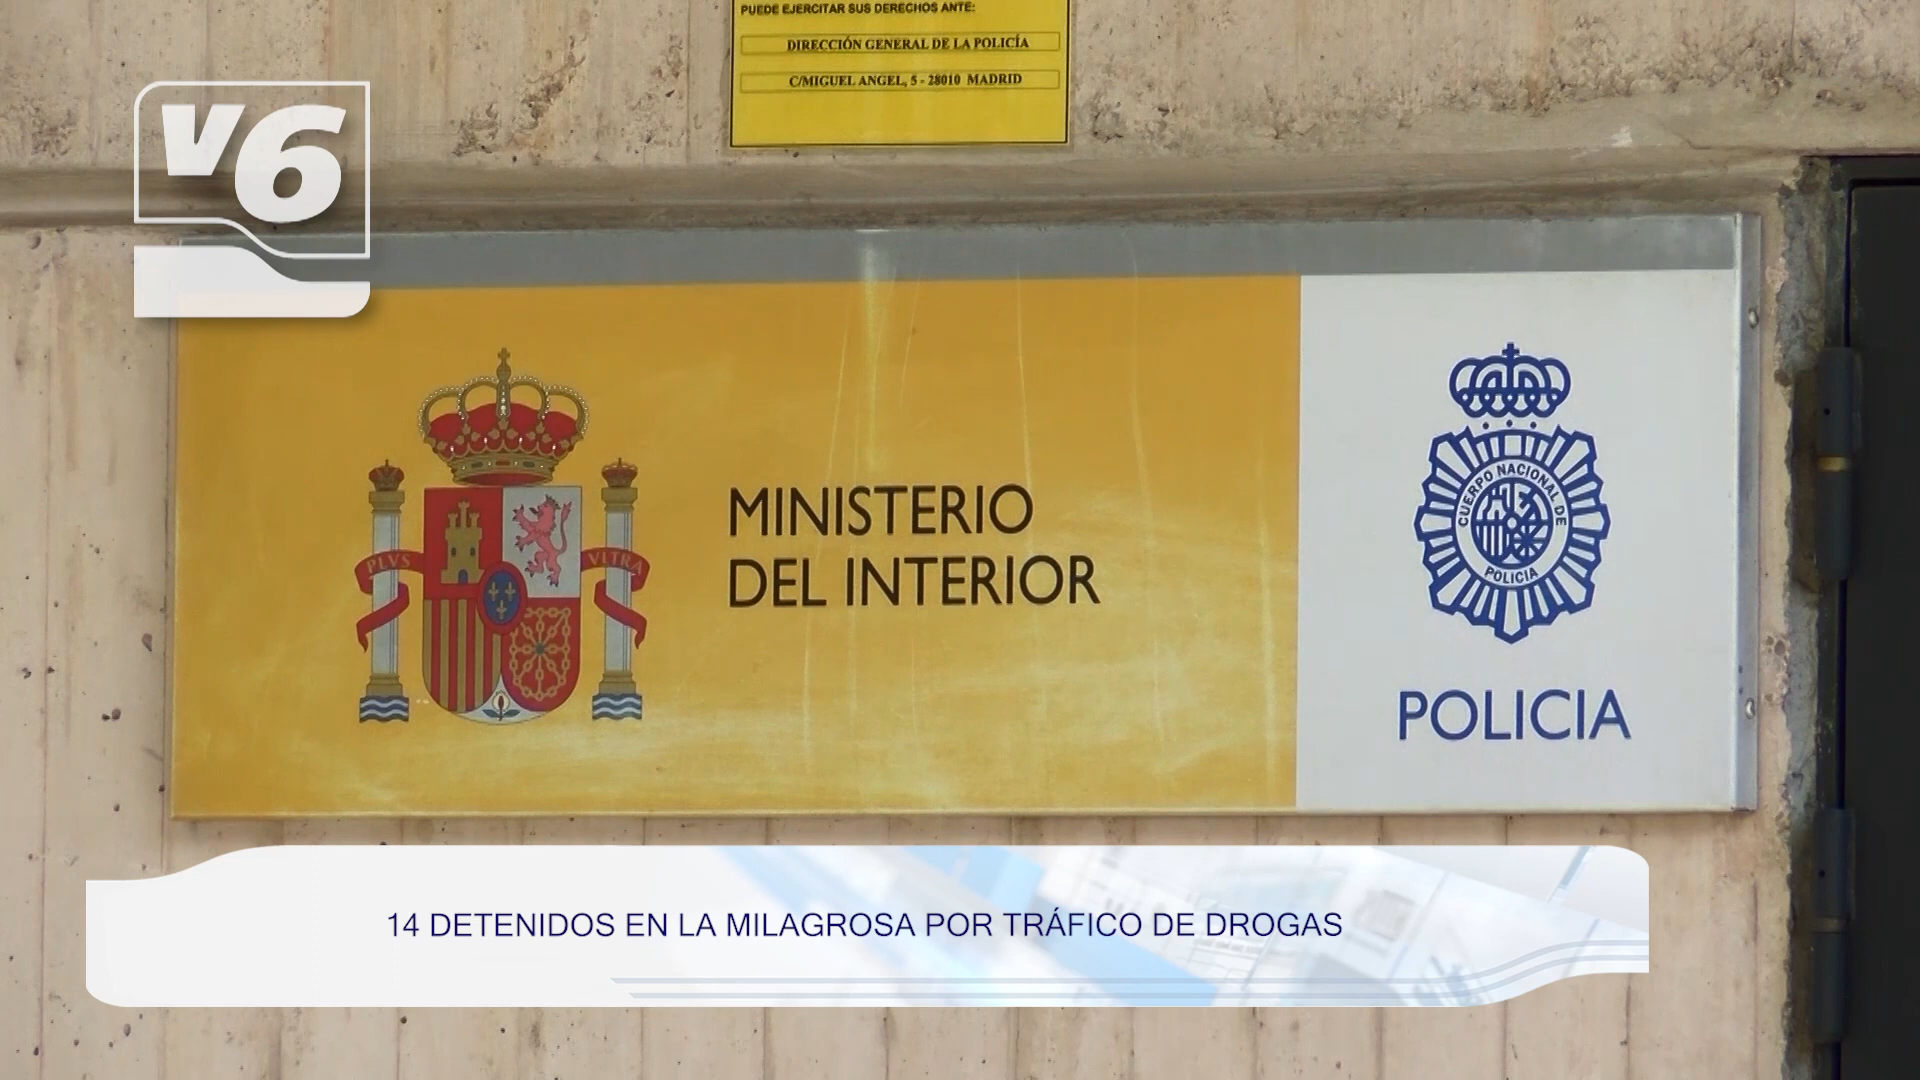 PUEDE EJERCITAR SUS DERECHOS ANTE:
DIRECCIÓN GENERAL DE LA POLICÍA
C/MIGUEL ANGEL, 5 - 28010 MADRID
V6
PLVS VLTRA
MINISTERIO
DEL INTERIOR
CUERPO NACIONAL DE
POLICIA
POLICIA
14 DETENIDOS EN LA MILAGROSA POR TRÁFICO DE DROGAS